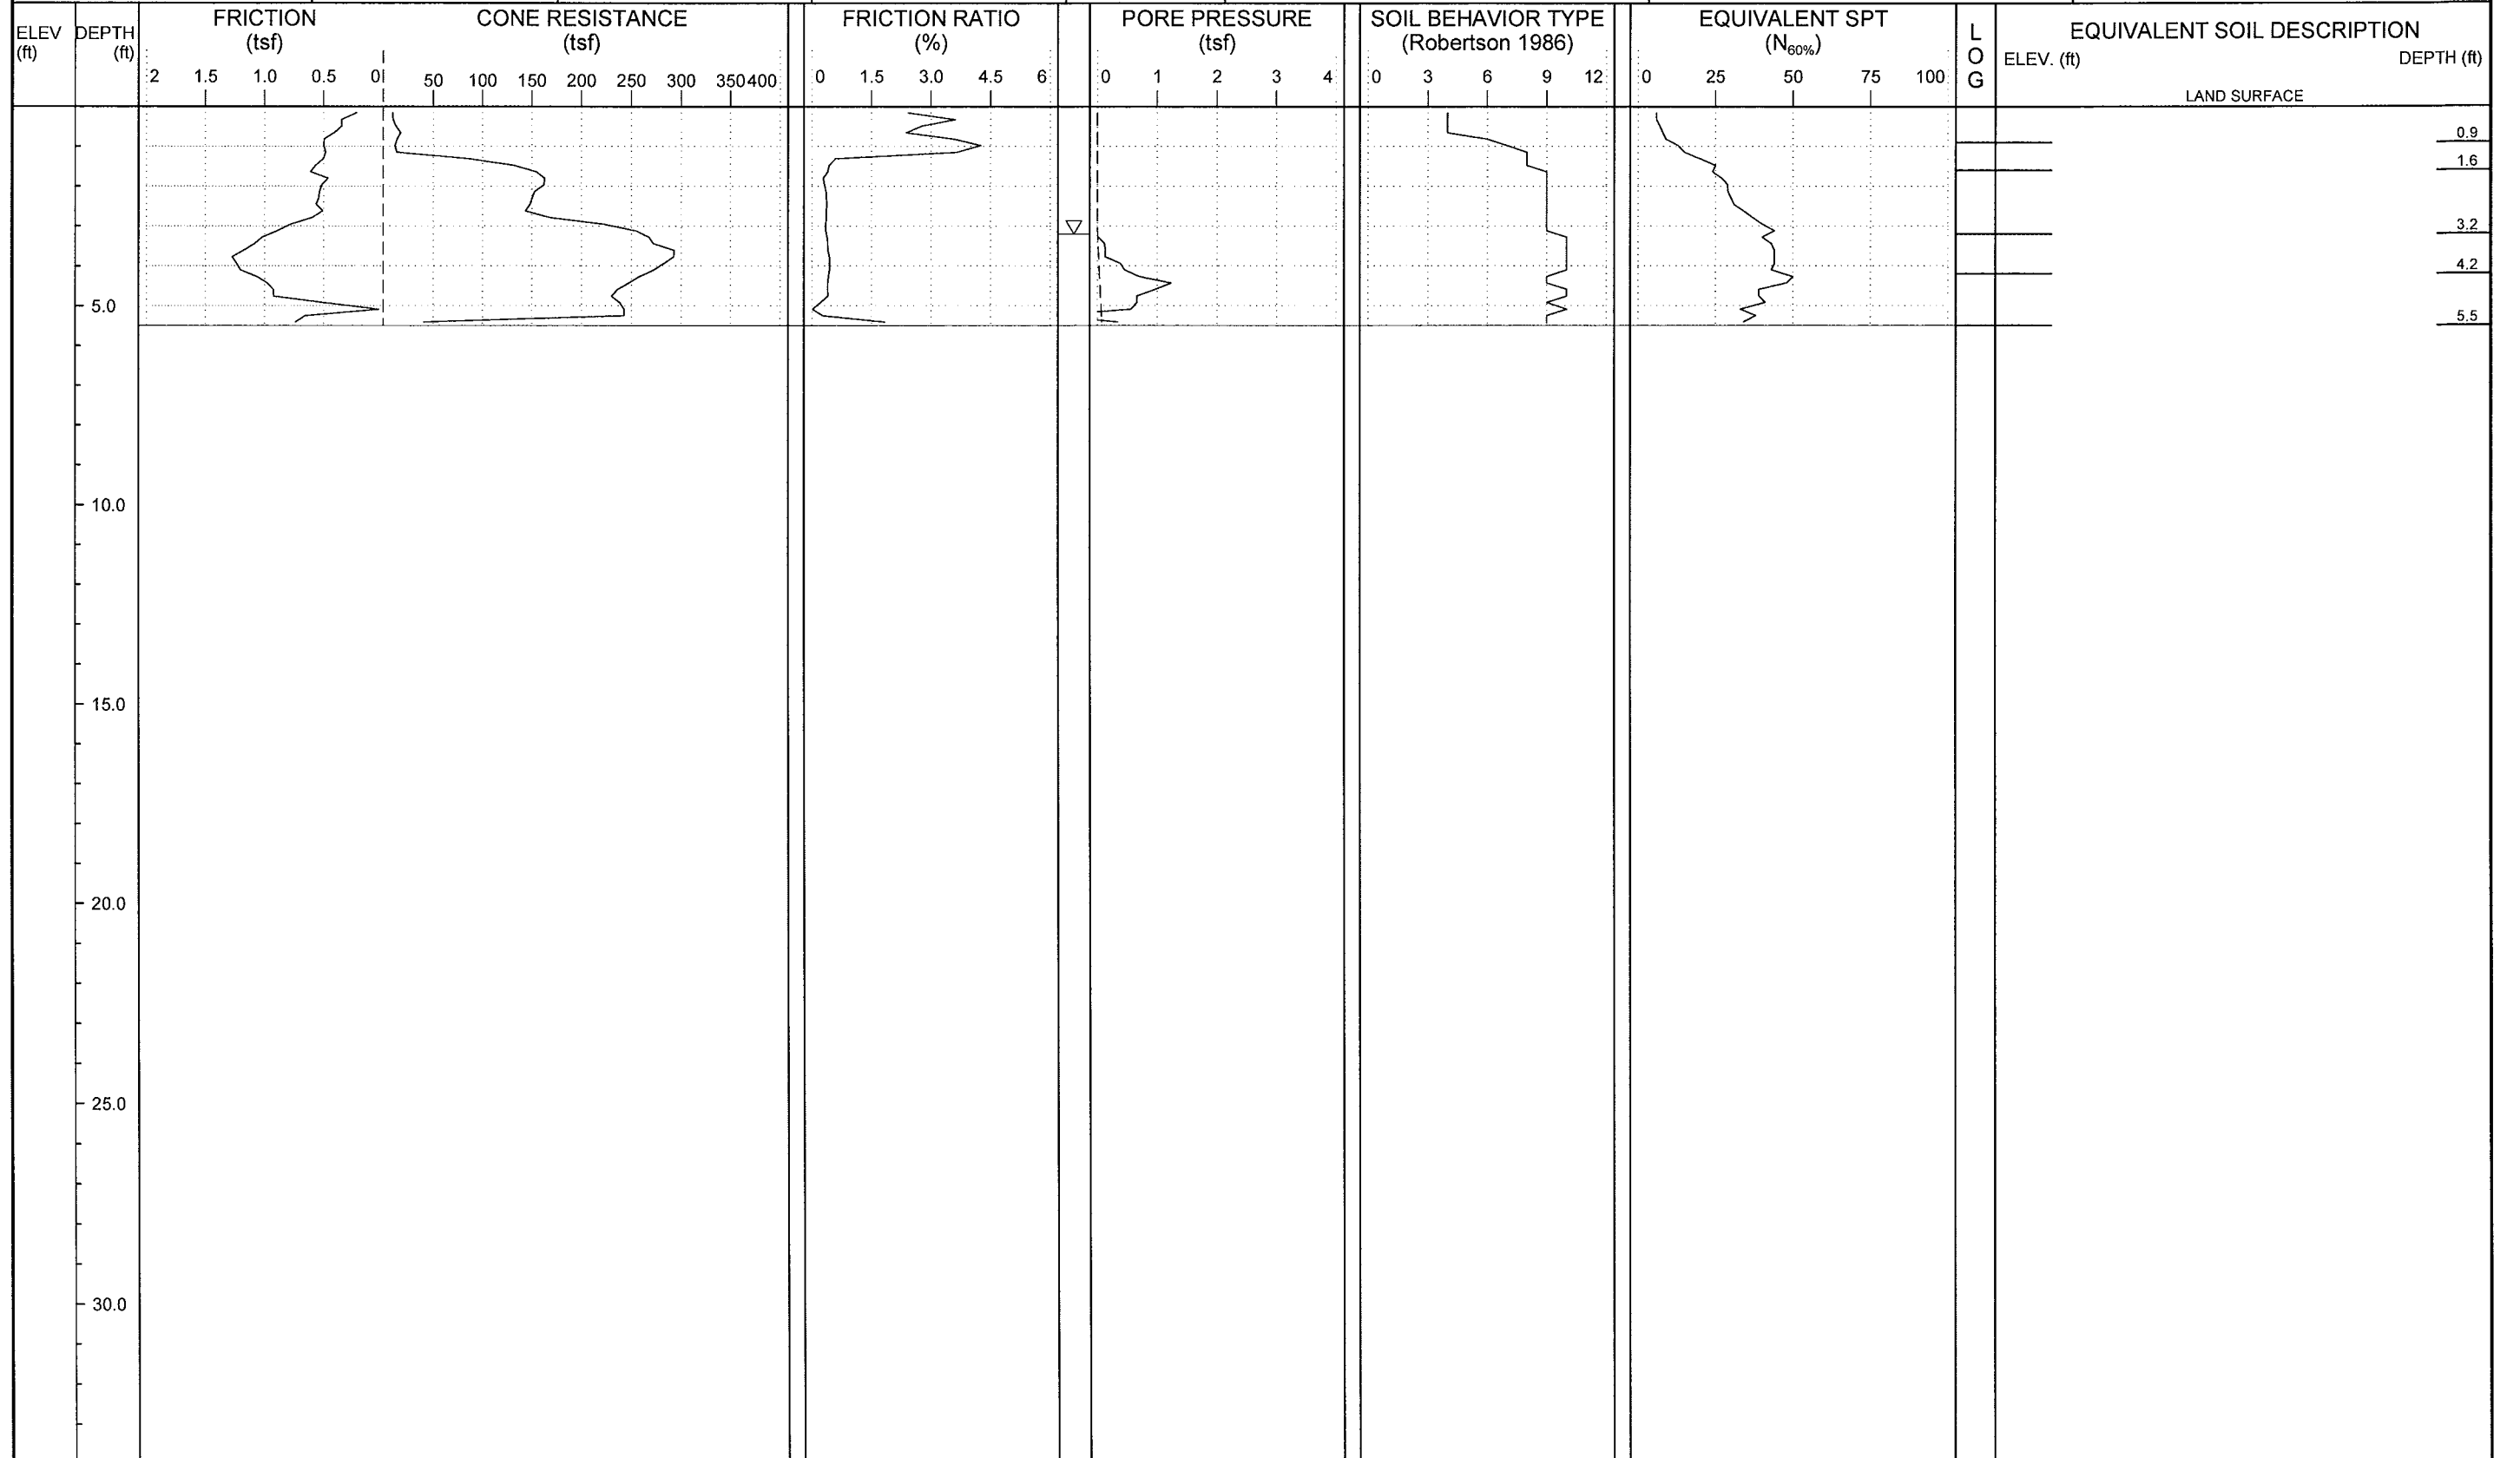 ELEV
(ft)
DEPTH
(ft)
FRICTION
(tsf)
2 1.5 1.0 0.5 0
CONE RESISTANCE
(tsf)
50 100 150 200 250 300 350 400
FRICTION RATIO
(%)
0 1.5 3.0 4.5 6
PORE PRESSURE
(tsf)
0 1 2 3 4
SOIL BEHAVIOR TYPE
(Robertson 1986)
0 3 6 9 12
EQUIVALENT SPT
(N60%)
0 25 50 75 100
L
O
G
EQUIVALENT SOIL DESCRIPTION
ELEV. (ft) DEPTH (ft)
LAND SURFACE
0.9
1.6
3.2
4.2
5.5
5.0
10.0
15.0
20.0
25.0
30.0